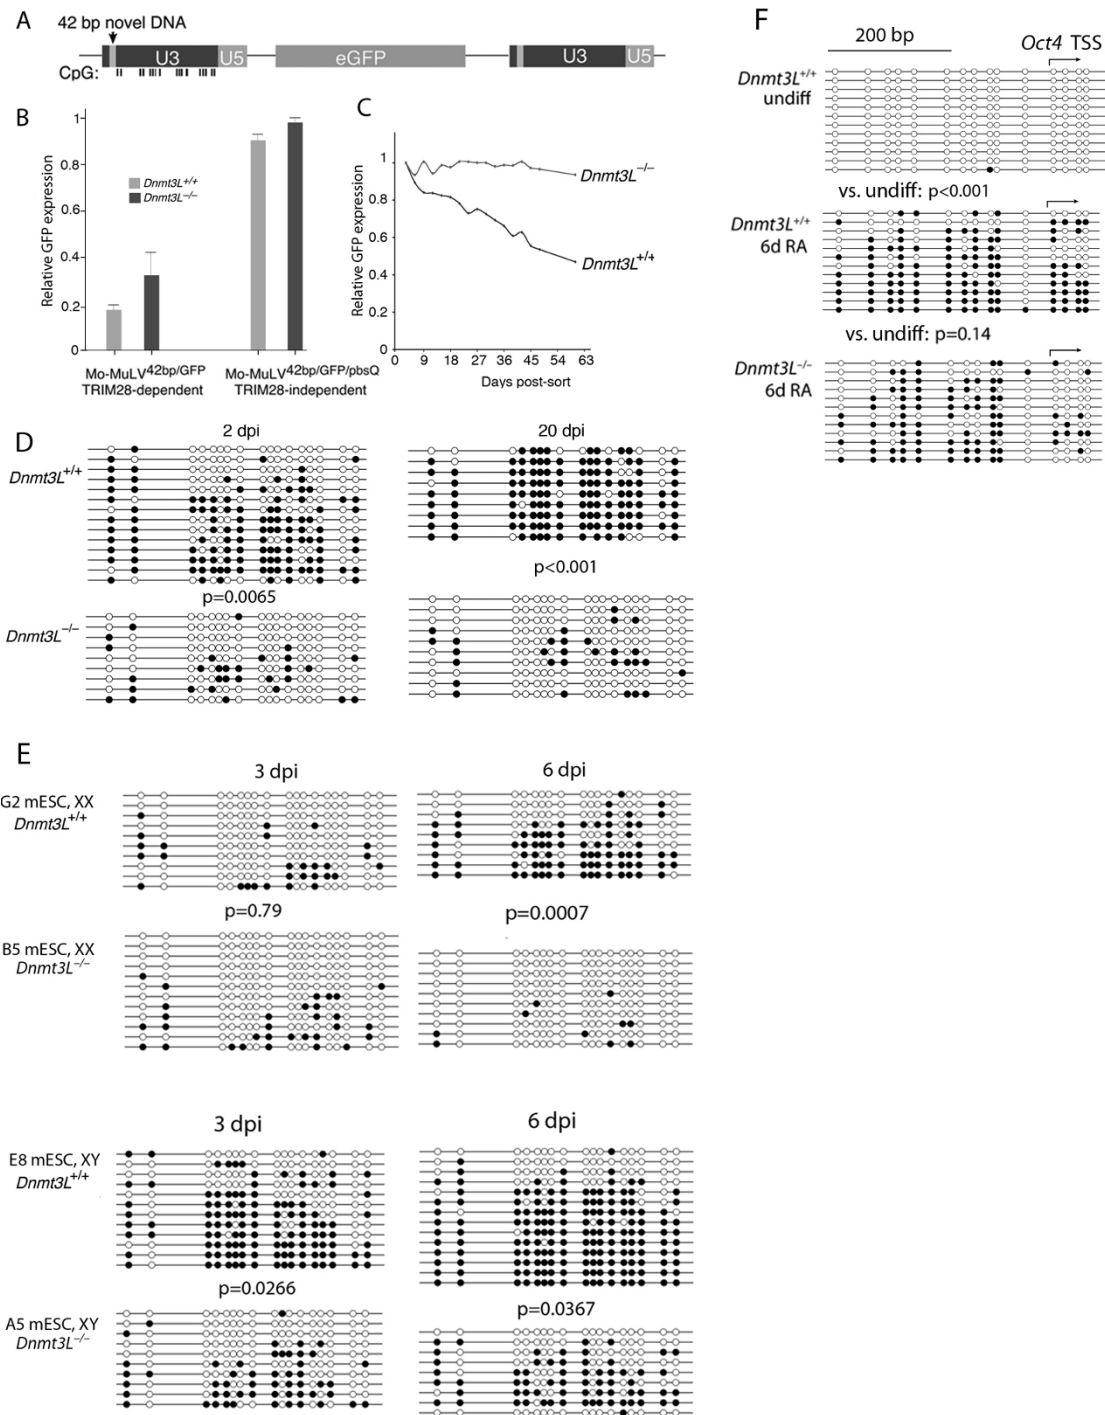 A
42 bp novel DNA
U3
U5
eGFP
U3
U5
CpG:
B
Relative GFP expression
1
0.8
0.6
0.4
0.2
0
Dnmt3L+/+
Dnmt3L−/−
Mo-MuLV42bp/GFP
TRIM28-dependent
Mo-MuLV42bp/GFP/pbsQ
TRIM28-independent
C
Relative GFP expression
1
0.8
0.6
0.4
0.2
0
0 9 18 27 36 45 54 63
Days post-sort
Dnmt3L−/−
Dnmt3L+/+
D
2 dpi
20 dpi
Dnmt3L+/+
p=0.0065
p<0.001
Dnmt3L−/−
E
3 dpi
6 dpi
G2 mESC, XX
Dnmt3L+/+
p=0.79
p=0.0007
B5 mESC, XX
Dnmt3L−/−
3 dpi
6 dpi
E8 mESC, XY
Dnmt3L+/+
p=0.0266
p=0.0367
A5 mESC, XY
Dnmt3L−/−
F
200 bp
Oct4 TSS
Dnmt3L+/+
undiff
vs. undiff: p<0.001
Dnmt3L+/+
6d RA
vs. undiff: p=0.14
Dnmt3L−/−
6d RA